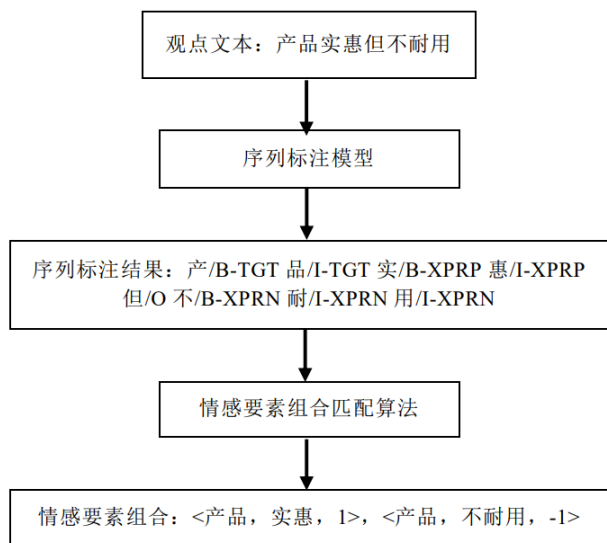 观点文本：产品实惠但不耐用
序列标注模型
序列标注结果：产/B-TGT 品/I-TGT 实/B-XPRP 惠/I-XPRP
但/O 不/B-XPRN 耐/I-XPRN 用/I-XPRN
情感要素组合匹配算法
情感要素组合：<产品，实惠，1>，<产品，不耐用，-1>